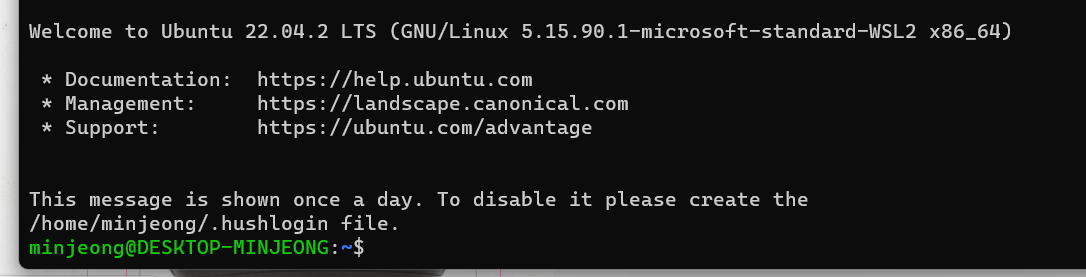 Welcome to Ubuntu 22.04.2 LTS (GNU/Linux 5.15.90.1-microsoft-standard-WSL2 x86_64)
* Documentation:  https://help.ubuntu.com
* Management:     https://landscape.canonical.com
* Support:        https://ubuntu.com/advantage
This message is shown once a day. To disable it please create the
/home/minjeong/.hushlogin file.
minjeong@DESKTOP-MINJEONG:~$